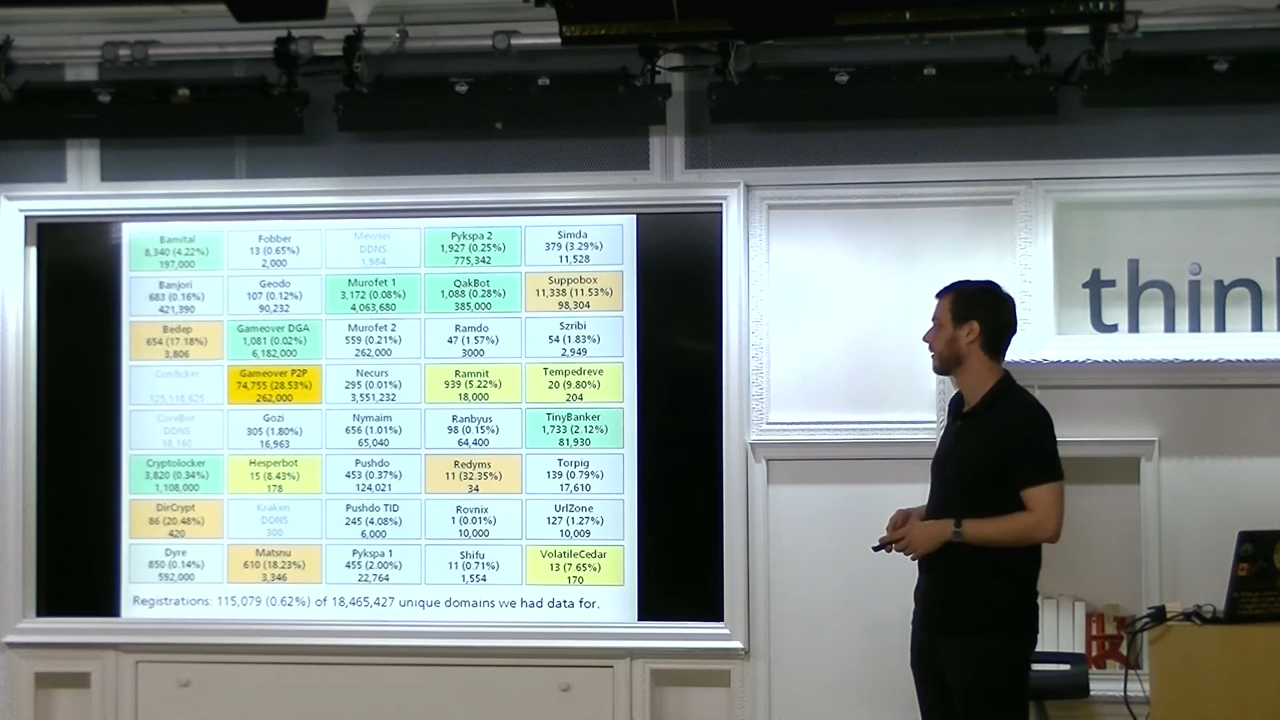 Bamital
8,340 (4.22%)
197,000
Fobber
13 (0.65%)
2,000
DDNS
1,984
Pykspa 2
1,927 (0.25%)
775,342
Simda
379 (3.29%)
11,528
Banjori
683 (0.16%)
421,390
Geodo
107 (0.12%)
90,232
Murofet 1
3,172 (0.08%)
4,063,680
QakBot
1,088 (0.28%)
385,000
Suppobox
11,338 (11.53%)
98,304
Bedep
654 (17.18%)
3,806
Gameover DGA
1,081 (0.02%)
6,182,000
Murofet 2
559 (0.21%)
262,000
Ramdo
47 (1.57%)
3000
Szribi
54 (1.83%)
2,949
Conficker
125,118,625
Gameover P2P
74,755 (28.53%)
262,000
Necurs
295 (0.01%)
3,551,232
Ramnit
939 (5.22%)
18,000
Tempedreve
20 (9.80%)
204
CoreBot
DDNS
18,160
Gozi
305 (1.80%)
16,963
Nymaim
656 (1.01%)
65,040
Ranbyus
98 (0.15%)
64,400
TinyBanker
1,733 (2.12%)
81,930
Cryptolocker
3,820 (0.34%)
1,108,000
Hesperbot
15 (8.43%)
178
Pushdo
453 (0.37%)
124,021
Redyms
11 (32.35%)
34
Torpig
139 (0.79%)
17,610
DirCrypt
86 (20.48%)
420
Kraken
DDNS
300
Pushdo TID
245 (4.08%)
6,000
Rovnix
1 (0.01%)
10,000
UrlZone
127 (1.27%)
10,009
Dyre
850 (0.14%)
592,000
Matsnu
610 (18.23%)
3,346
Pykspa 1
455 (2.00%)
22,764
Shifu
11 (0.71%)
1,554
VolatileCedar
13 (7.65%)
170
Registrations: 115,079 (0.62%) of 18,465,427 unique domains we had data for.
thin